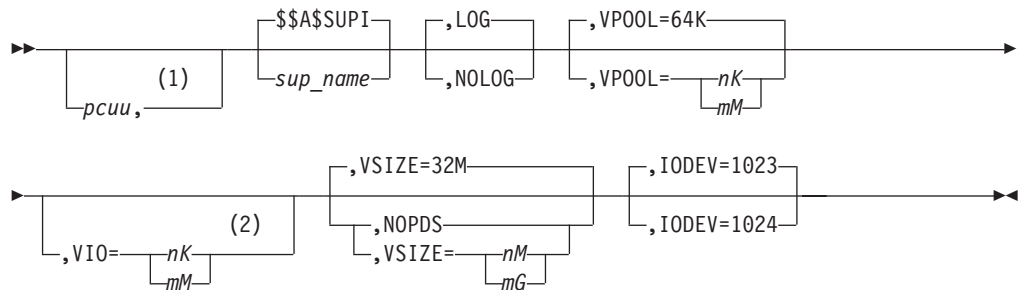 $$A$SUPI ,LOG ,VPOOL=64K
(1) sup_name ,NOLOG ,VPOOL= nK
pcuu, mM
,VSIZE=32M ,IODEV=1023
(2) ,NOPDS ,IODEV=1024
,VIO= nK ,VSIZE= nM
mM mG